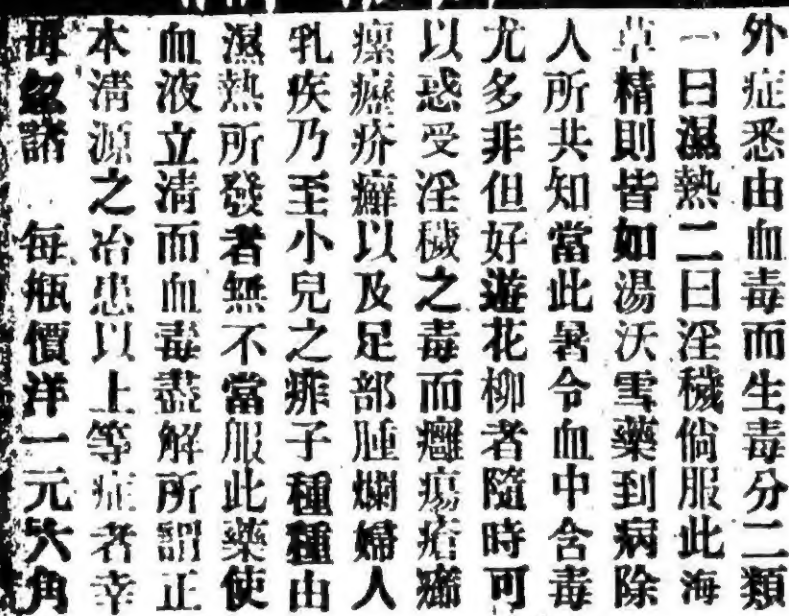 外症悉由血毒而生毒分二類
一曰濕熱二曰淫穢倘服此海
草精則皆如湯沃雪藥到病除
人所共知當此暑令血中含毒
尤多非但好遊花柳者隨時可
以惑受淫穢之毒而癰瘍瘡癤
瘰癧疥癬以及足部腫爛婦人
乳疾乃至小兒之痱子種種由
濕熱所發者無不當服此藥使
血液立清而血毒盡解所謂正
本清源之治患以上等症者幸
毋忽諸 每瓶價洋一元六角